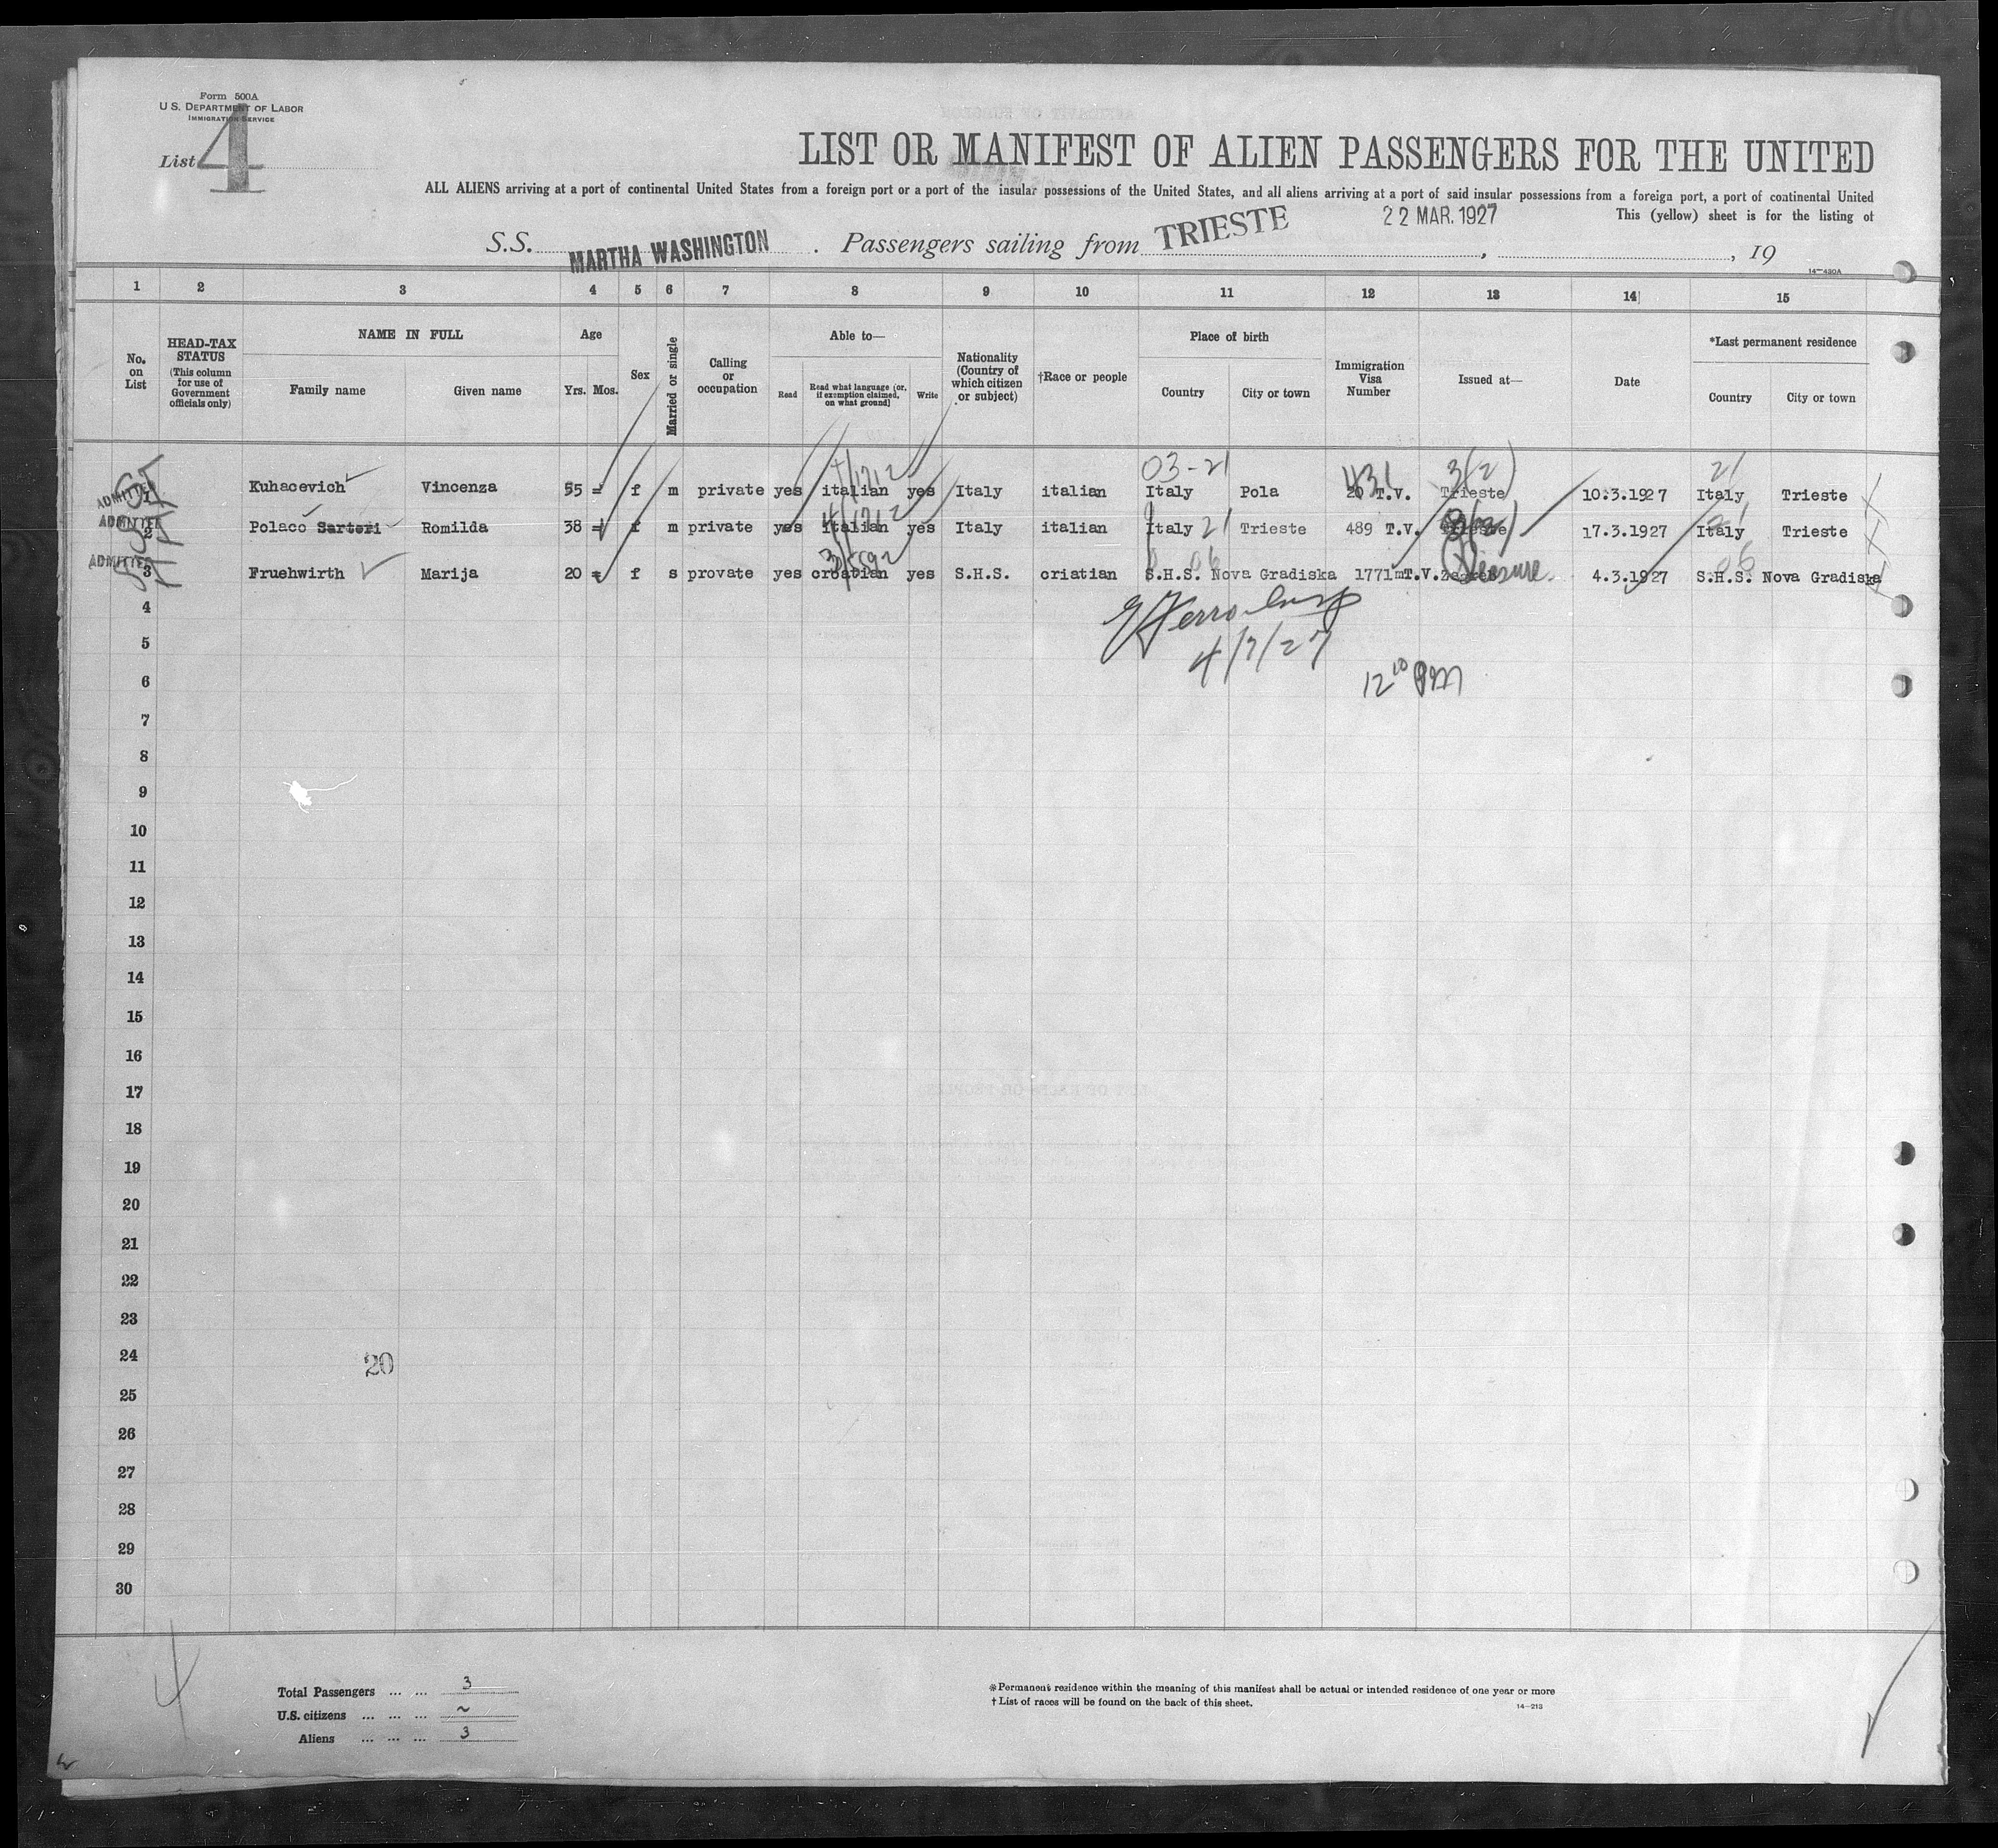 Form 500A
U.S. DEPARTMENT OF LABOR
IMMIGRATION SERVICE
List 4
LIST OR MANIFEST OF ALIEN PASSENGERS FOR THE UNITED
ALL ALIENS arriving at a port of continental United States from a foreign port or a port of the insular possessions of the United States, and all aliens arriving at a port of said insular possessions from a foreign port, a port of continental United
This (yellow) sheet is for the listing of
S.S. MARTHA WASHINGTON . Passengers sailing from TRIESTE 22 MAR. 1927 , , 19
14-430A
1 2 3 4 5 6 7 8 9 10 11 12 13 14 15
No. on List
HEAD-TAX STATUS (This column for use of Government officials only)
NAME IN FULL
Family name Given name
Age
Yrs. Mos.
Sex
Married or single
Calling or occupation
Able to—
Read Read what language (or, if exemption claimed, on what ground) Write
Nationality (Country of which citizen or subject)
†Race or people
Place of birth
Country City or town
Immigration Visa Number
Issued at—
Date
*Last permanent residence
Country City or town
03-21 3(2) 21
ADMITTED 1 Kuhacevich Vincenza 55 f m private yes italian yes Italy italian Italy Pola T.V. Trieste 10.3.1927 Italy Trieste
ADMITTED 2 Polaco Sartori Romilda 38 f m private yes italian yes Italy italian Italy 21 Trieste 489 T.V. Trieste 17.3.1927 Italy 21 Trieste
ADMITTED 3 Fruehwirth Marija 20 f s provate yes croatian yes S.H.S. criatian S.H.S. Nova Gradiska 1771 T.V. Zagreb 4.3.1927 S.H.S. 06 Nova Gradiska
4
5 4/7/27
6 12 10 PM
7
8
9
10
11
12
13
14
15
16
17
18
19
20
21
22
23
24
20
25
26
27
28
29
30
Total Passengers ... ... 3
U.S. citizens ... ... ... ~
Aliens ... ... ... 3
*Permanent residence within the meaning of this manifest shall be actual or intended residence of one year or more
†List of races will be found on the back of this sheet.
14-213